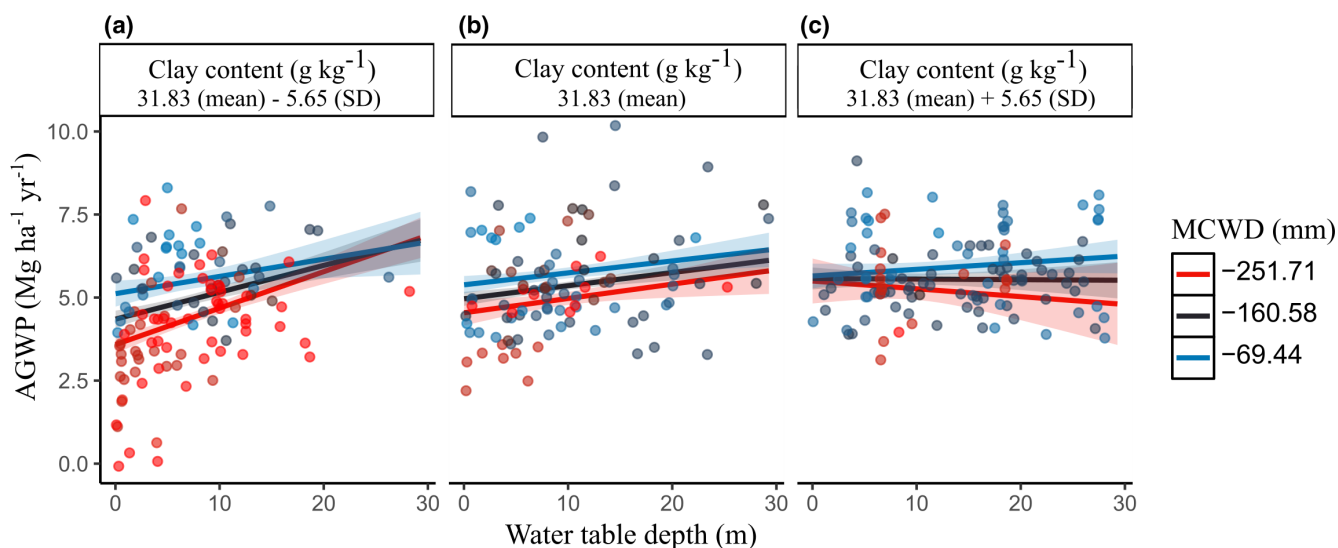 (a)
Clay content (g kg⁻¹)
31.83 (mean) - 5.65 (SD)
(b)
Clay content (g kg⁻¹)
31.83 (mean)
(c)
Clay content (g kg⁻¹)
31.83 (mean) + 5.65 (SD)
AGWP (Mg ha⁻¹ yr⁻¹)
10.0
7.5
5.0
2.5
0.0
0 10 20 30
0 10 20 30
0 10 20 30
Water table depth (m)
MCWD (mm)
−251.71
−160.58
−69.44